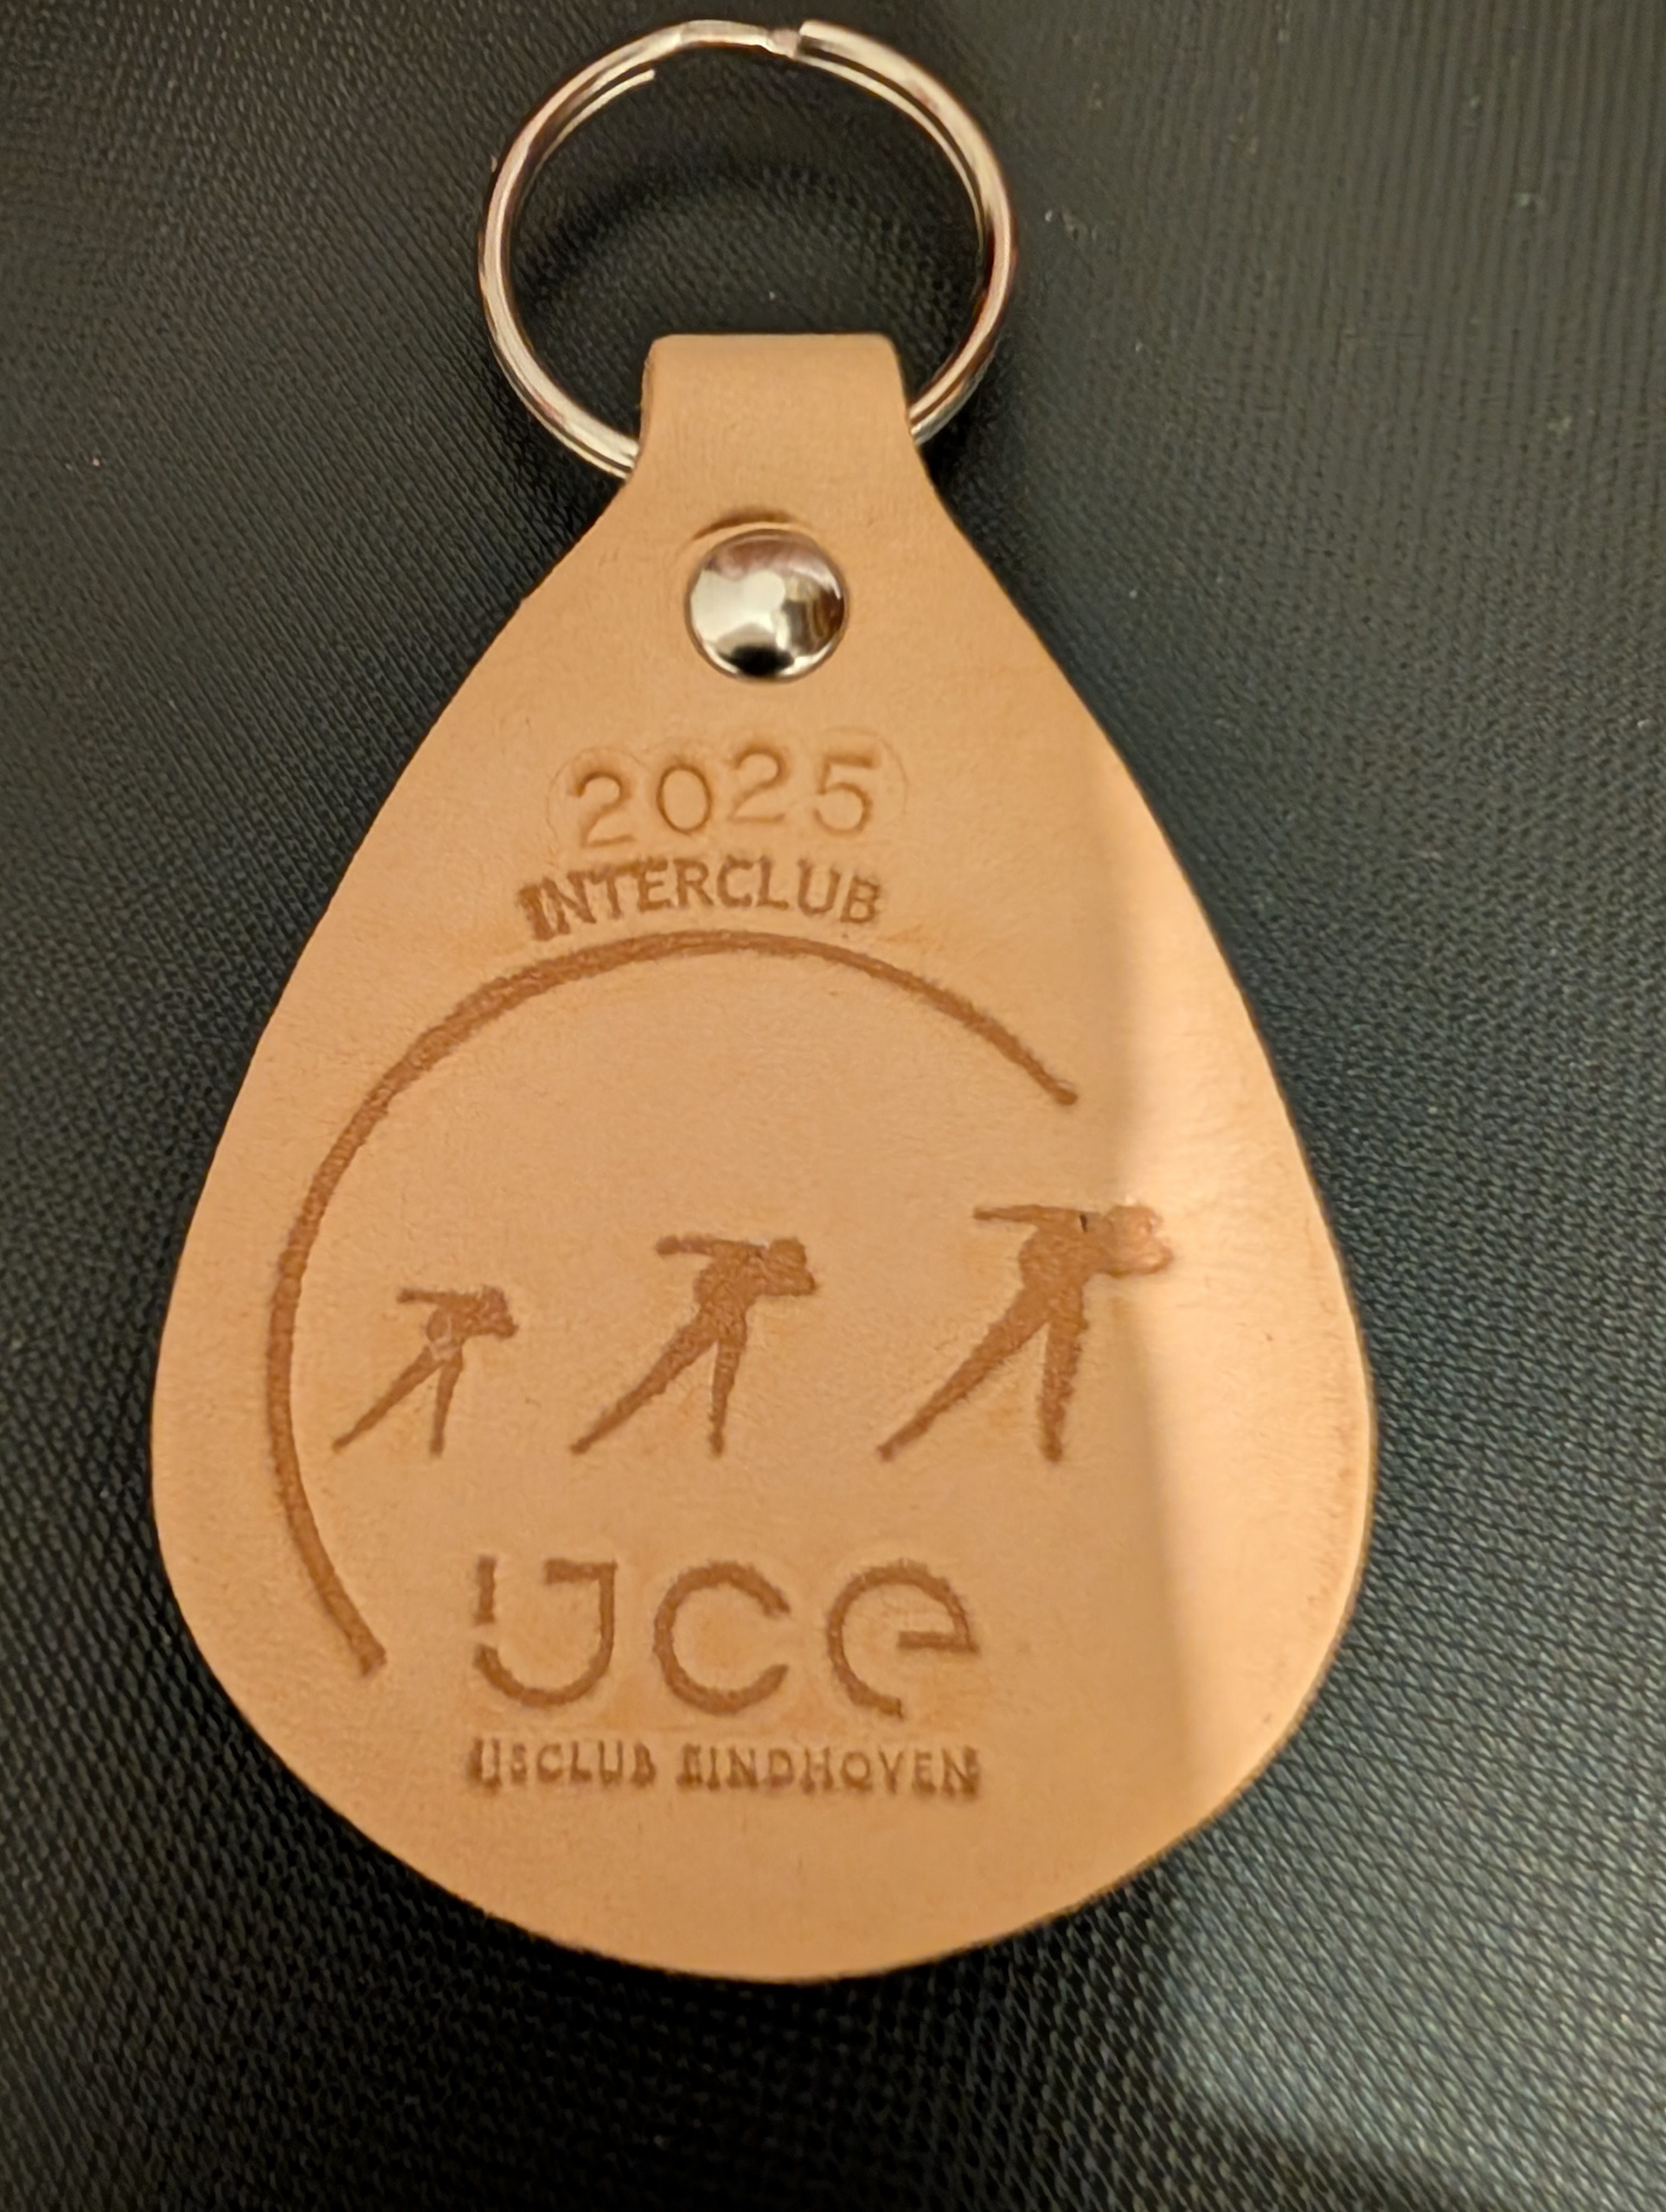 2025
INTERCLUB
IJCE
IJSCLUB EINDHOVEN